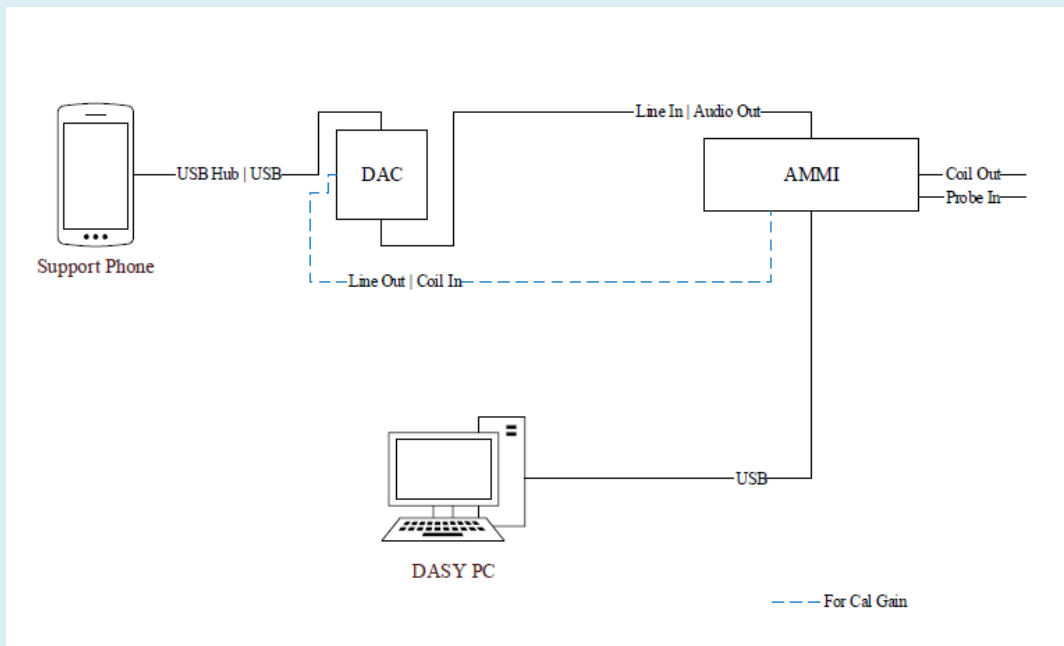 Line In | Audio Out
USB Hub | USB
DAC
AMMI
Coil Out
Probe In
Support Phone
Line Out | Coil In
USB
DASY PC
For Cal Gain